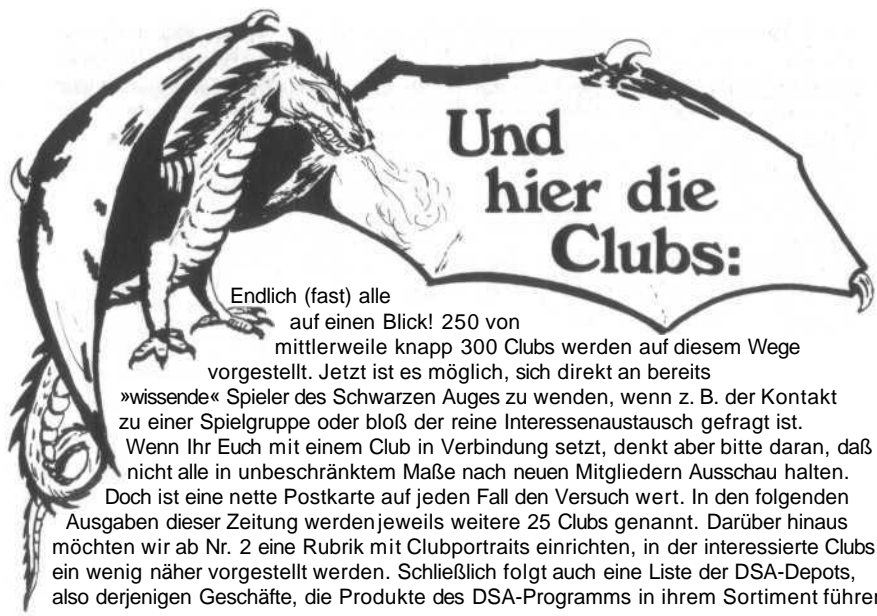 Und
hier die
Clubs:
Endlich (fast) alle
auf einen Blick! 250 von
mittlerweile knapp 300 Clubs werden auf diesem Wege
vorgestellt. Jetzt ist es möglich, sich direkt an bereits
»wissende« Spieler des Schwarzen Auges zu wenden, wenn z. B. der Kontakt
zu einer Spielgruppe oder bloß der reine Interessenaustausch gefragt ist.
Wenn Ihr Euch mit einem Club in Verbindung setzt, denkt aber bitte daran, daß
nicht alle in unbeschränktem Maße nach neuen Mitgliedern Ausschau halten.
Doch ist eine nette Postkarte auf jeden Fall den Versuch wert. In den folgenden
Ausgaben dieser Zeitung werden jeweils weitere 25 Clubs genannt. Darüber hinaus
möchten wir ab Nr. 2 eine Rubrik mit Clubportraits einrichten, in der interessierte Clubs
ein wenig näher vorgestellt werden. Schließlich folgt auch eine Liste der DSA-Depots,
also derjenigen Geschäfte, die Produkte des DSA-Programms in ihrem Sortiment führen